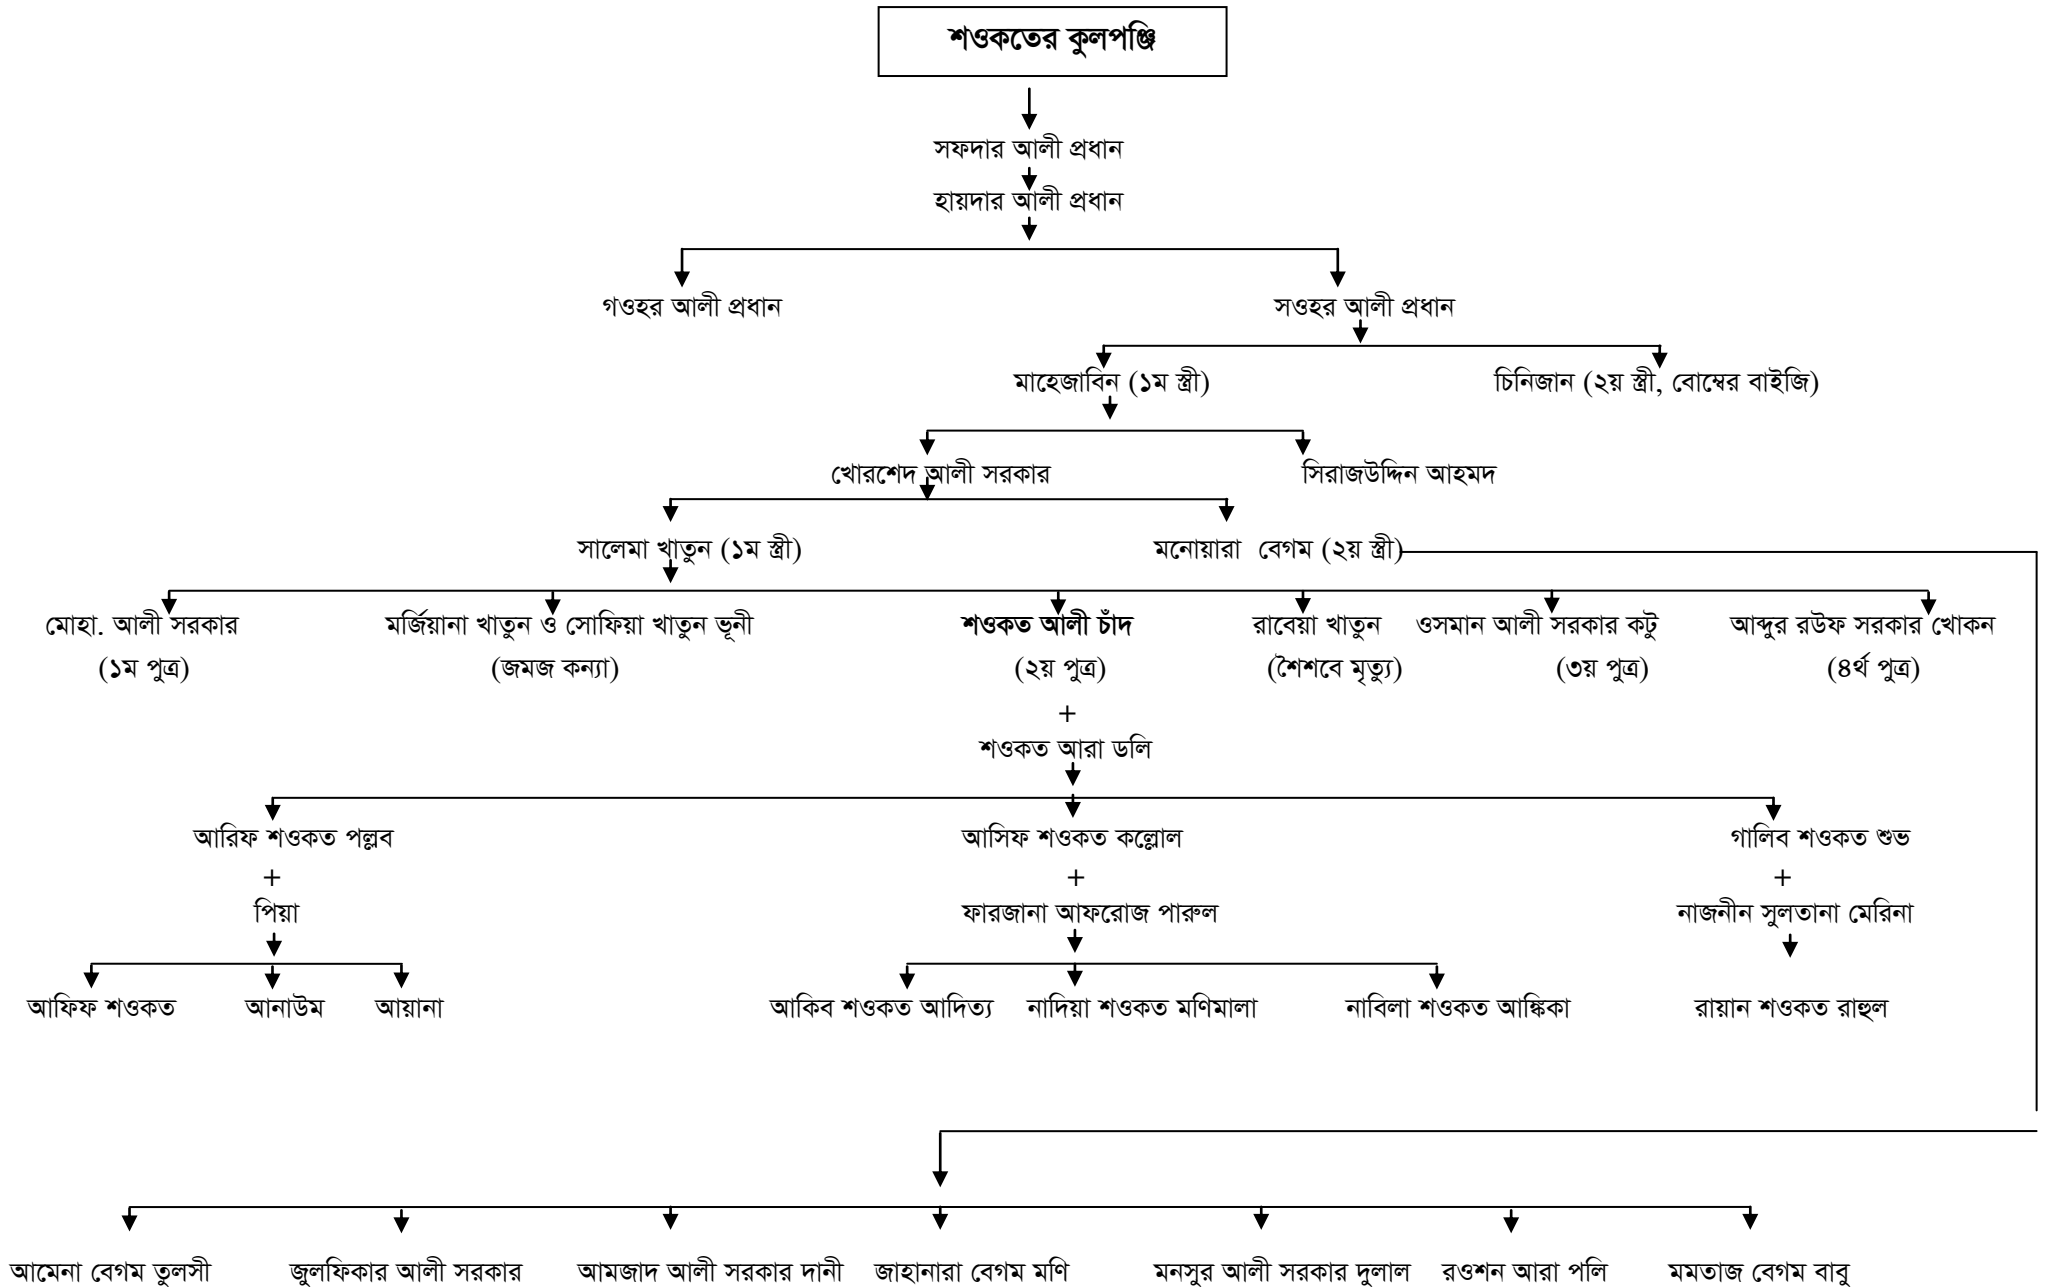 শওকতের কুলপঞ্জি
সফদার আলী প্রধান
হায়দার আলী প্রধান
গওহর আলী প্রধান সওহর আলী প্রধান
মাহেজাবিন (১ম স্ত্রী) চিনিজান (২য় স্ত্রী, বোম্বের বাইজি)
খোরশেদ আলী সরকার সিরাজউদ্দিন আহমদ
সালেমা খাতুন (১ম স্ত্রী) মনোয়ারা বেগম (২য় স্ত্রী)
মোহা. আলী সরকার মর্জিয়ানা খাতুন ও সোফিয়া খাতুন ভূনী শওকত আলী চাঁদ রাবেয়া খাতুন ওসমান আলী সরকার কটু আব্দুর রউফ সরকার খোকন
(১ম পুত্র) (জমজ কন্যা) (২য় পুত্র) (শৈশবে মৃত্যু) (৩য় পুত্র) (৪র্থ পুত্র)
+
শওকত আরা ডলি
আরিফ শওকত পল্লব আসিফ শওকত কল্লোল গালিব শওকত শুভ
+ + +
পিয়া ফারজানা আফরোজ পারুল নাজনীন সুলতানা মেরিনা
আফিফ শওকত আনাউম আয়ানা আকিব শওকত আদিত্য নাদিয়া শওকত মণিমালা নাবিলা শওকত আঙ্কিকা রায়ান শওকত রাহুল
আমেনা বেগম তুলসী জুলফিকার আলী সরকার আমজাদ আলী সরকার দানী জাহানারা বেগম মণি মনসুর আলী সরকার দুলাল রওশন আরা পলি মমতাজ বেগম বাবু